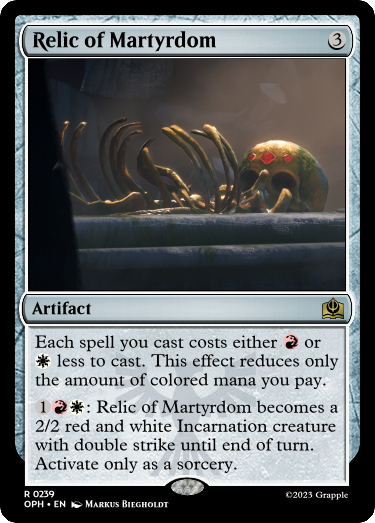 Relic of Martyrdom 3
Artifact
Each spell you cast costs either R or
W less to cast. This effect reduces only
the amount of colored mana you pay.
1RW: Relic of Martyrdom becomes a
2/2 red and white Incarnation creature
with double strike until end of turn.
Activate only as a sorcery.
R 0239
OPH • EN Markus Biegholdt
©2023 Grapple